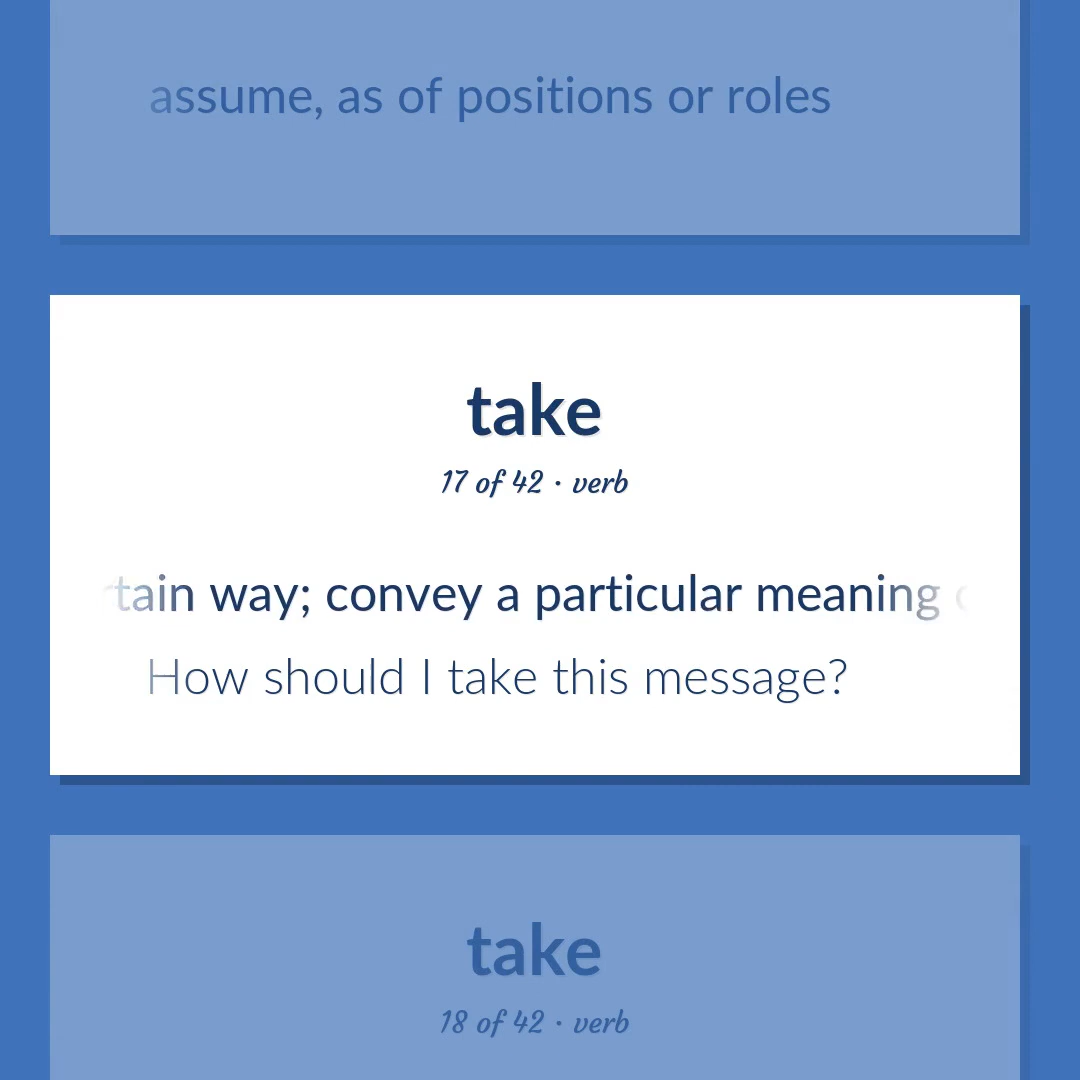 assume, as of positions or roles
take
17 of 42 · verb
way; convey a particular meaning
How should I take this message?
take
18 of 42 · verb